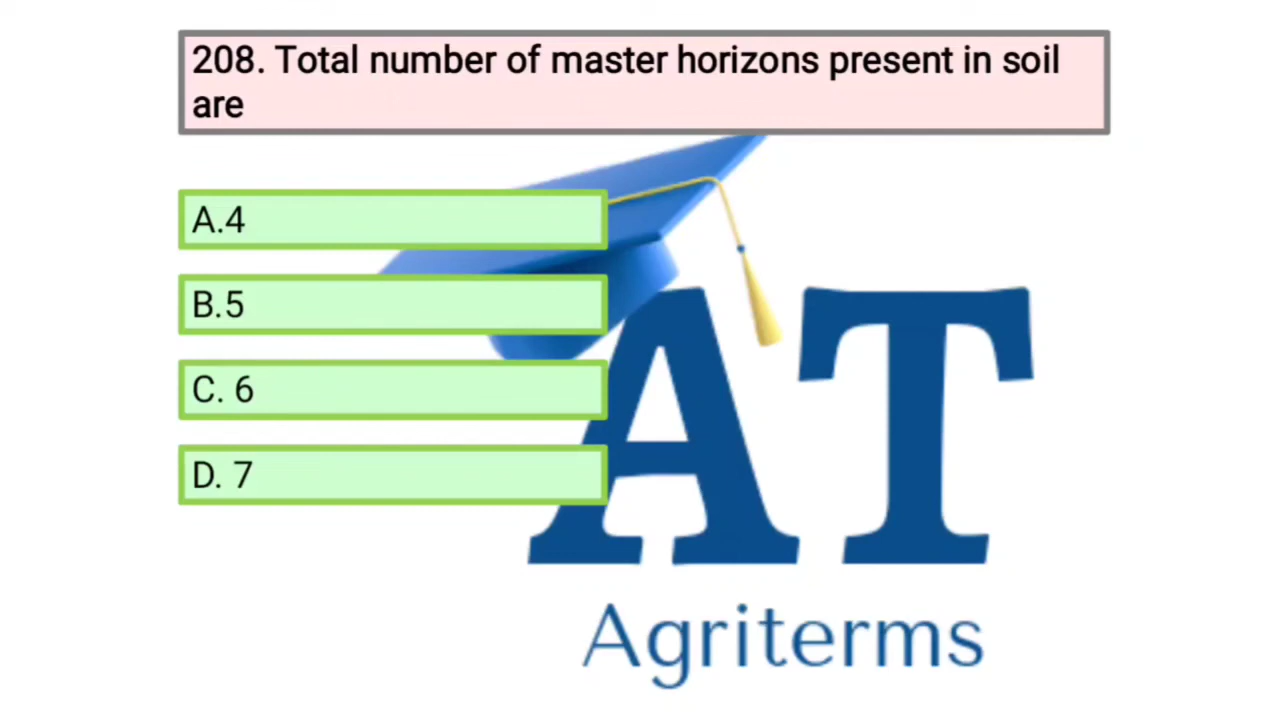 208. Total number of master horizons present in soil
are
A.4
B.5
C. 6
D. 7
AT
Agriterms